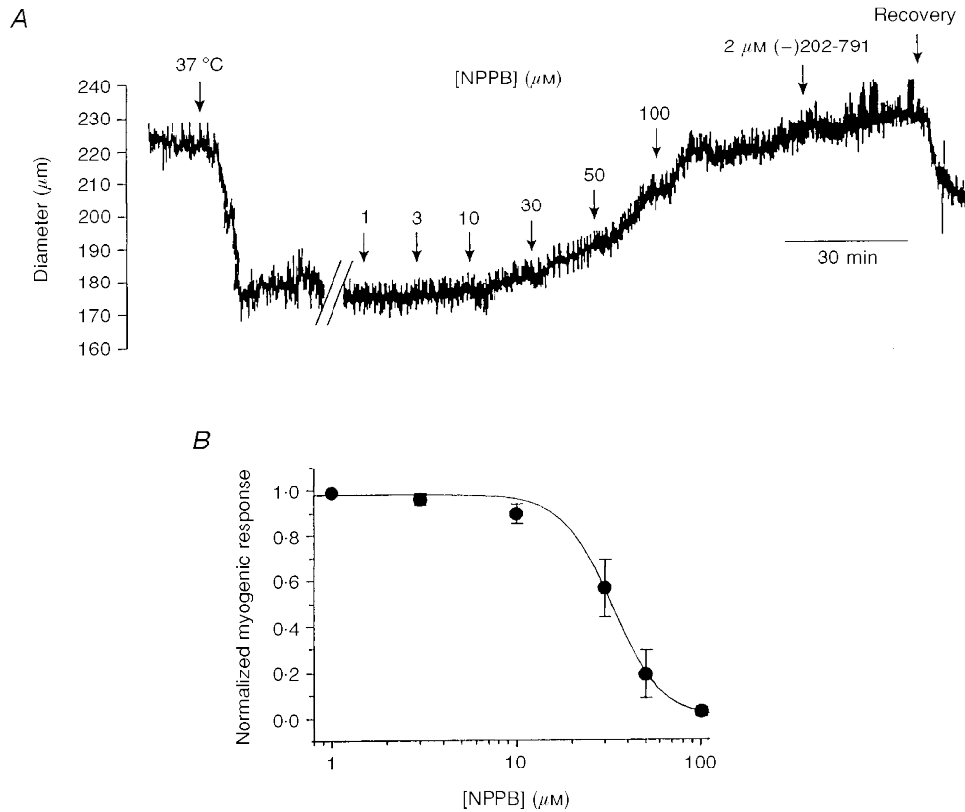 A
Recovery
2 μM (−)202-791
37 °C
[NPPB] (μM)
240
230
220
210
200
190
180
170
160
Diameter (μm)
1
3
10
30
50
100
30 min
B
Normalized myogenic response
1·0
0·8
0·6
0·4
0·2
0·0
1
10
100
[NPPB] (μM)